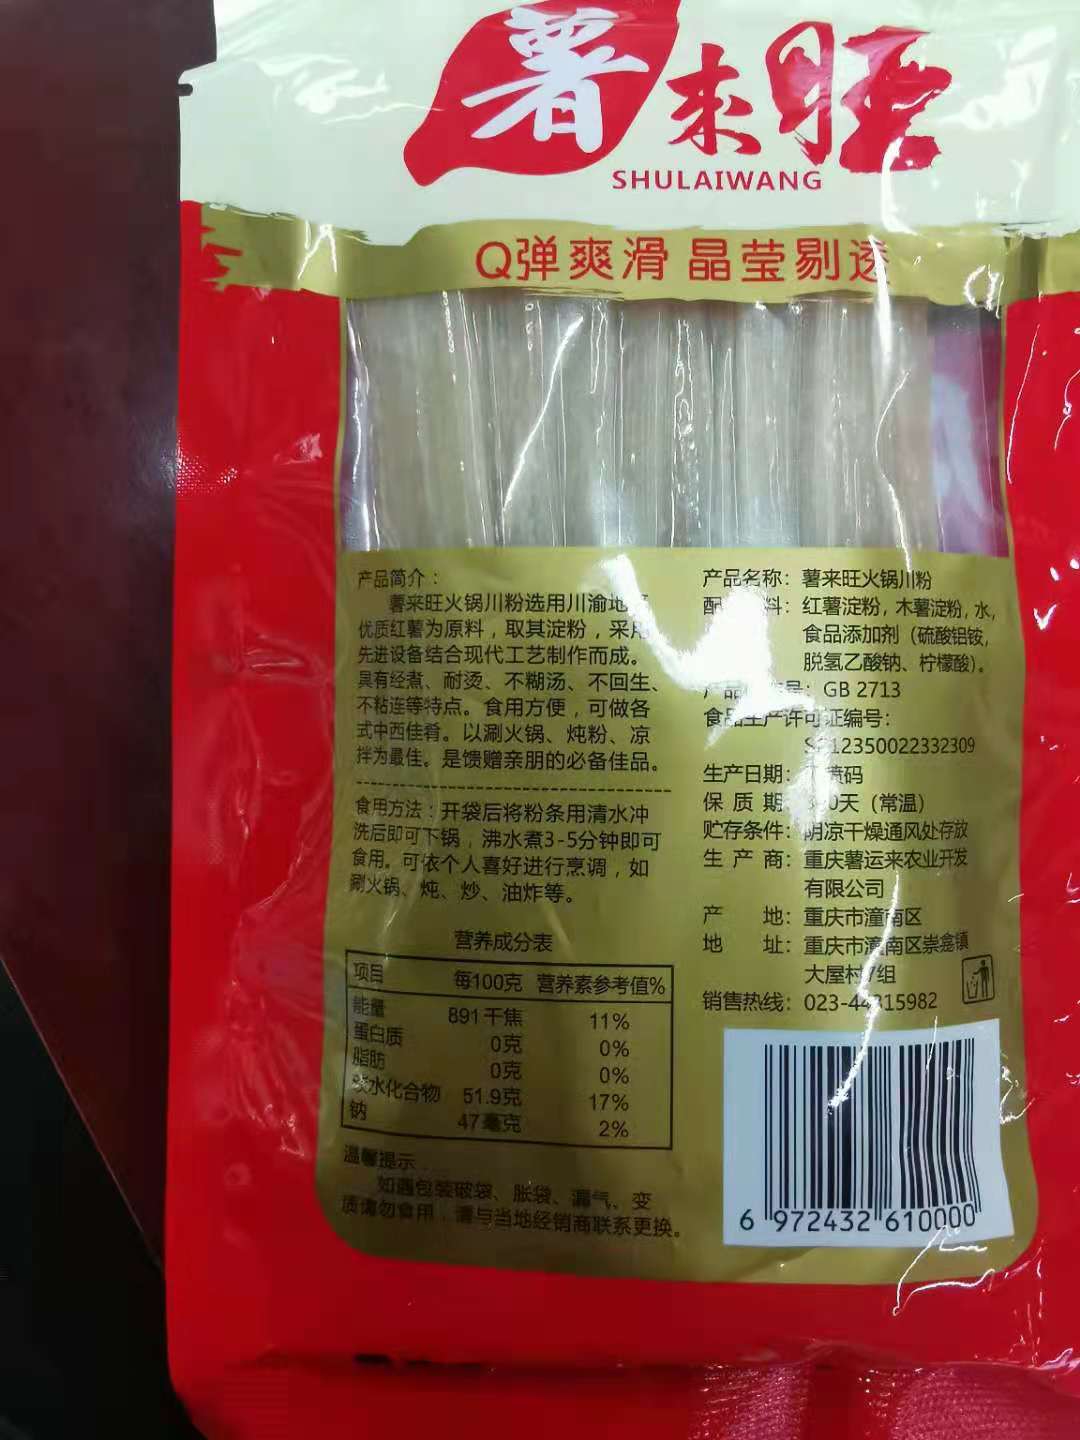 薯来旺
SHULAIWANG
Q弹爽滑 晶莹剔透
产品简介：
薯来旺火锅川粉选用川渝地
优质红薯为原料，取其淀粉，采用
先进设备结合现代工艺制作而成。
具有经煮、耐烫、不糊汤、不回生、
不粘连等特点。食用方便，可做各
式中西佳肴。以涮火锅、炖粉、凉
拌为最佳。是馈赠亲朋的必备佳品。
食用方法：开袋后将粉条用清水冲
洗后即可下锅，沸水煮3-5分钟即可
食用。可依个人喜好进行烹调，如
涮火锅、炖、炒、油炸等。
营养成分表
项目 每100克 营养素参考值%
能量 891千焦 11%
蛋白质 0克 0%
脂肪 0克 0%
碳水化合物 51.9克 17%
钠 47毫克 2%
温馨提示
如遇包装破袋、胀袋、漏气、变
质请勿食用，请与当地经销商联系更换。
产品名称：薯来旺火锅川粉
配 料：红薯淀粉，木薯淀粉，水，
食品添加剂（硫酸铝铵，
脱氢乙酸钠、柠檬酸）。
产品 号：GB 2713
食品生产许可证编号：
12350022332309
生产日期： 喷码
保质期： 0天（常温）
贮存条件：阴凉干燥通风处存放
生产商：重庆薯运来农业开发
有限公司
产 地：重庆市潼南区
地 址：重庆市潼南区崇龛镇
大屋村7组
销售热线：023-44315982
6 972432 610000